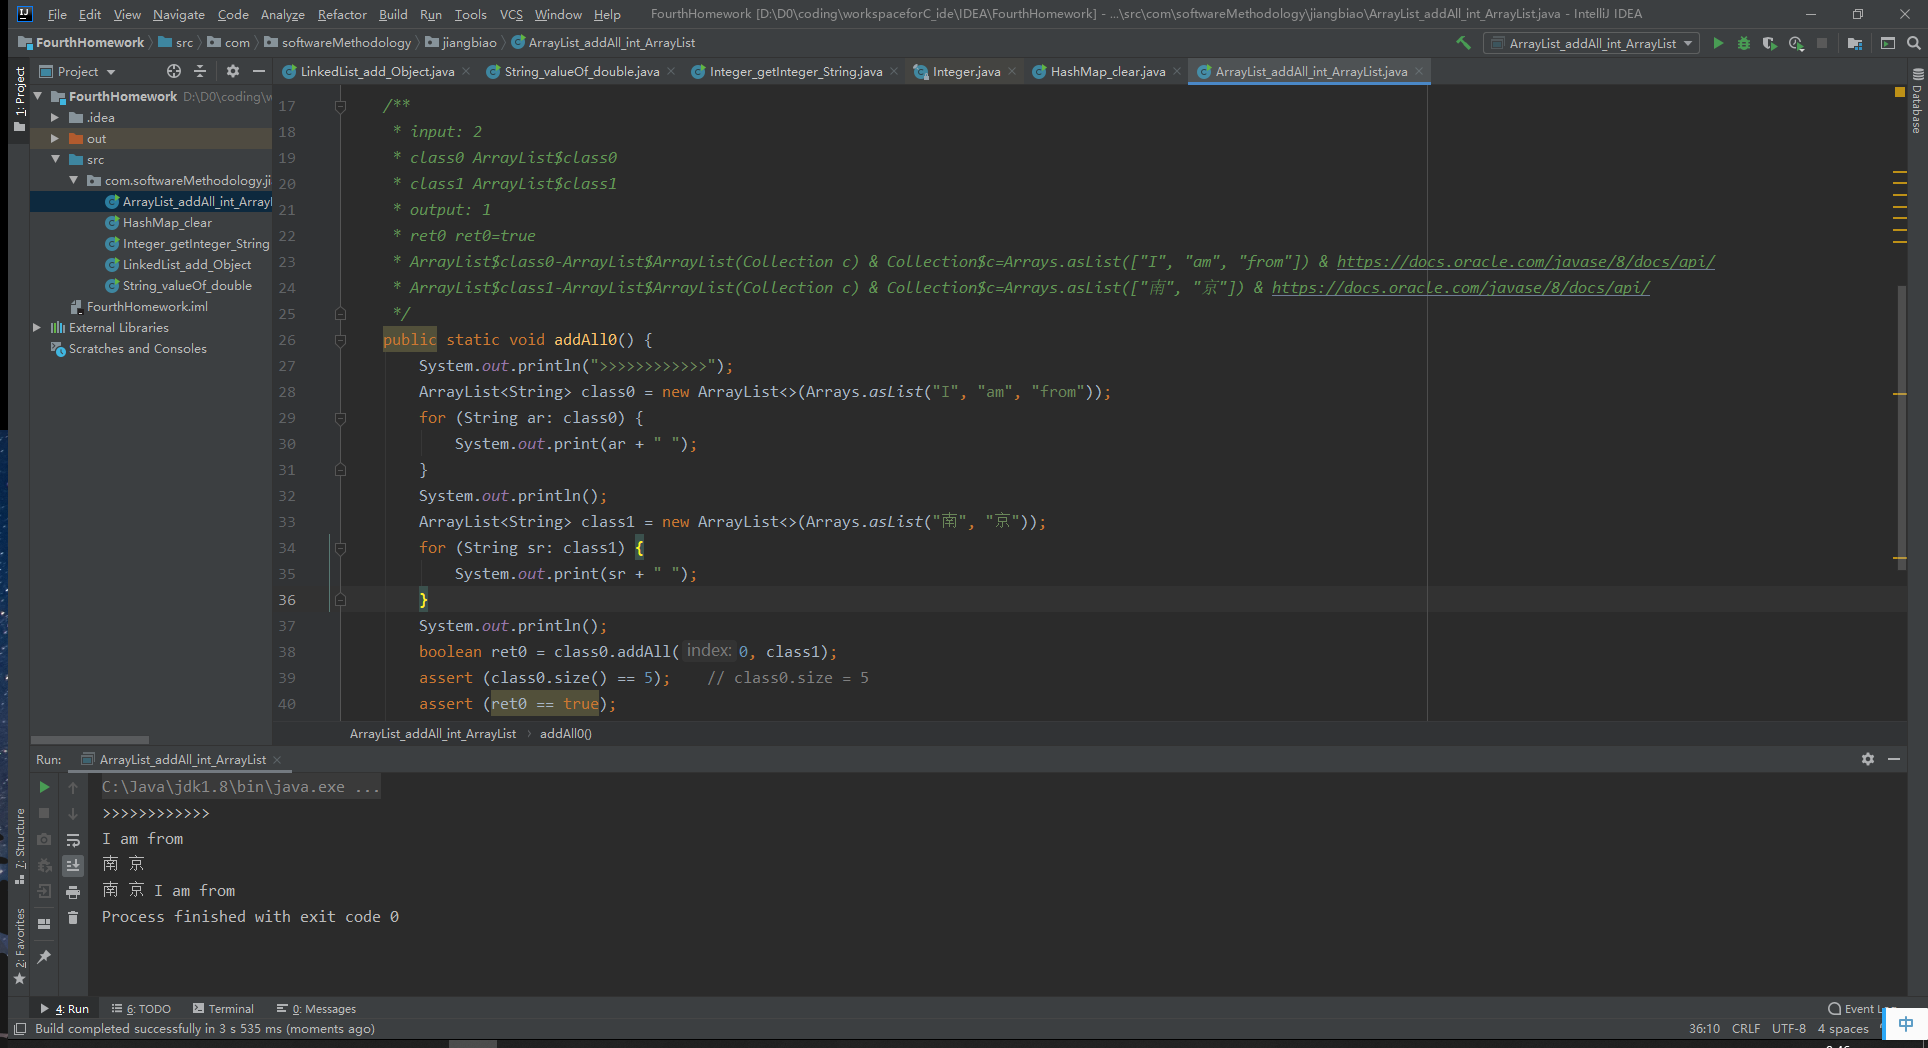 File Edit View Navigate Code Analyze Refactor Build Run Tools VCS Window Help FourthHomework [D:\D0\coding\workspaceforC_ide\IDEA\FourthHomework] - ...\src\com\softwareMethodology\jiangbiao\ArrayList_addAll_int_ArrayList.java - IntelliJ IDEA
FourthHomework src com softwareMethodology jiangbiao ArrayList_addAll_int_ArrayList ArrayList_addAll_int_ArrayList
Project LinkedList_add_Object.java String_valueOf_double.java Integer_getInteger_String.java Integer.java HashMap_clear.java ArrayList_addAll_int_ArrayList.java
1: Project
Database
FourthHomework D:\D0\coding\w
.idea
out
src
com.softwareMethodology.ji
ArrayList_addAll_int_ArrayL
HashMap_clear
Integer_getInteger_String
LinkedList_add_Object
String_valueOf_double
FourthHomework.iml
External Libraries
Scratches and Consoles
17 /**
18 * input: 2
19 * class0 ArrayList$class0
20 * class1 ArrayList$class1
21 * output: 1
22 * ret0 ret0=true
23 * ArrayList$class0-ArrayList$ArrayList(Collection c) & Collection$c=Arrays.asList(["I", "am", "from"]) & https://docs.oracle.com/javase/8/docs/api/
24 * ArrayList$class1-ArrayList$ArrayList(Collection c) & Collection$c=Arrays.asList(["南", "京"]) & https://docs.oracle.com/javase/8/docs/api/
25 */
26 public static void addAll0() {
27 System.out.println(">>>>>>>>>>>>");
28 ArrayList<String> class0 = new ArrayList<>(Arrays.asList("I", "am", "from"));
29 for (String ar: class0) {
30 System.out.print(ar + " ");
31 }
32 System.out.println();
33 ArrayList<String> class1 = new ArrayList<>(Arrays.asList("南", "京"));
34 for (String sr: class1) {
35 System.out.print(sr + " ");
36 }
37 System.out.println();
38 boolean ret0 = class0.addAll( index: 0, class1);
39 assert (class0.size() == 5); // class0.size = 5
40 assert (ret0 == true);
ArrayList_addAll_int_ArrayList › addAll0()
Run: ArrayList_addAll_int_ArrayList
C:\Java\jdk1.8\bin\java.exe ...
>>>>>>>>>>>>
I am from
南 京
南 京 I am from
Process finished with exit code 0
7: Structure
2: Favorites
4: Run 6: TODO Terminal 0: Messages Event L
Build completed successfully in 3 s 535 ms (moments ago) 36:10 CRLF UTF-8 4 spaces 中